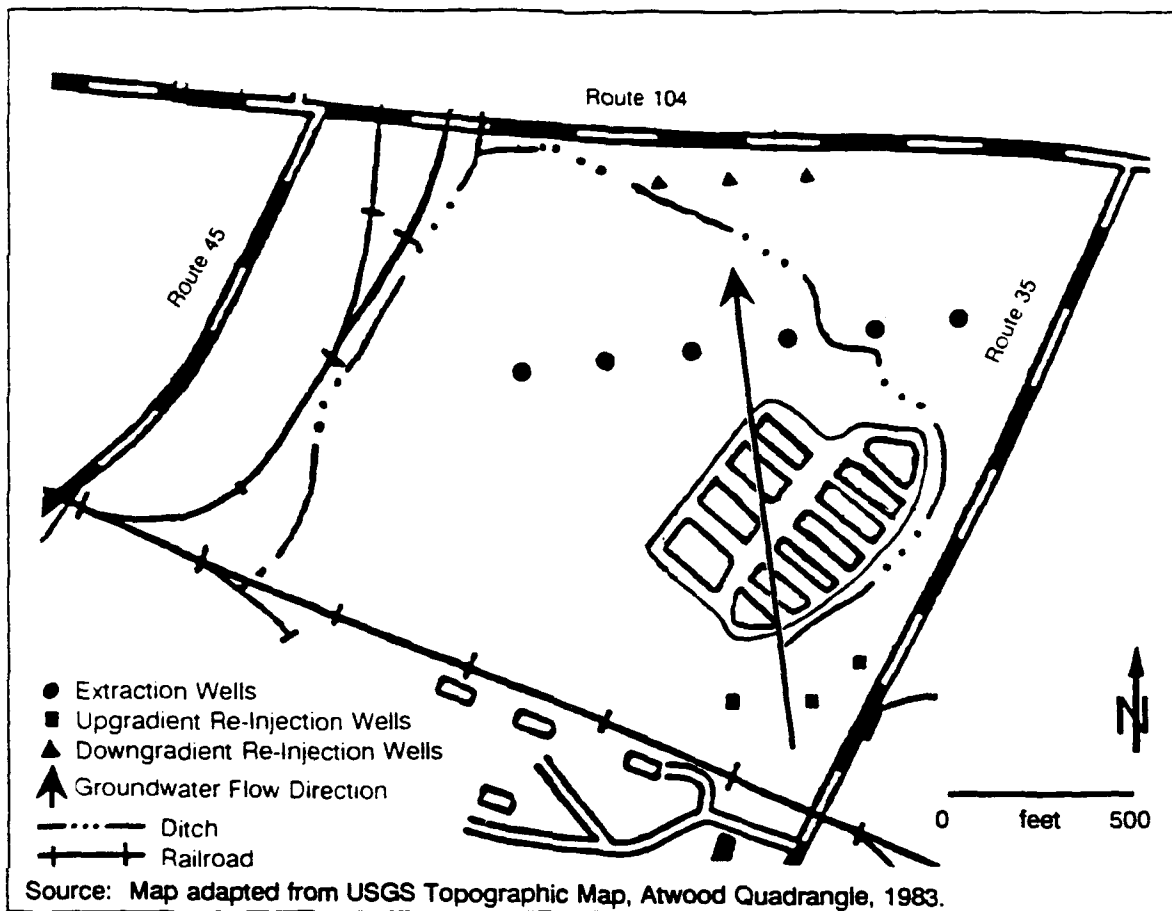 Route 104
Route 45
Route 35
Extraction Wells
Upgradient Re-Injection Wells
Downgradient Re-Injection Wells
Groundwater Flow Direction
Ditch
Railroad
N
0 feet 500
Source: Map adapted from USGS Topographic Map, Atwood Quadrangle, 1983.